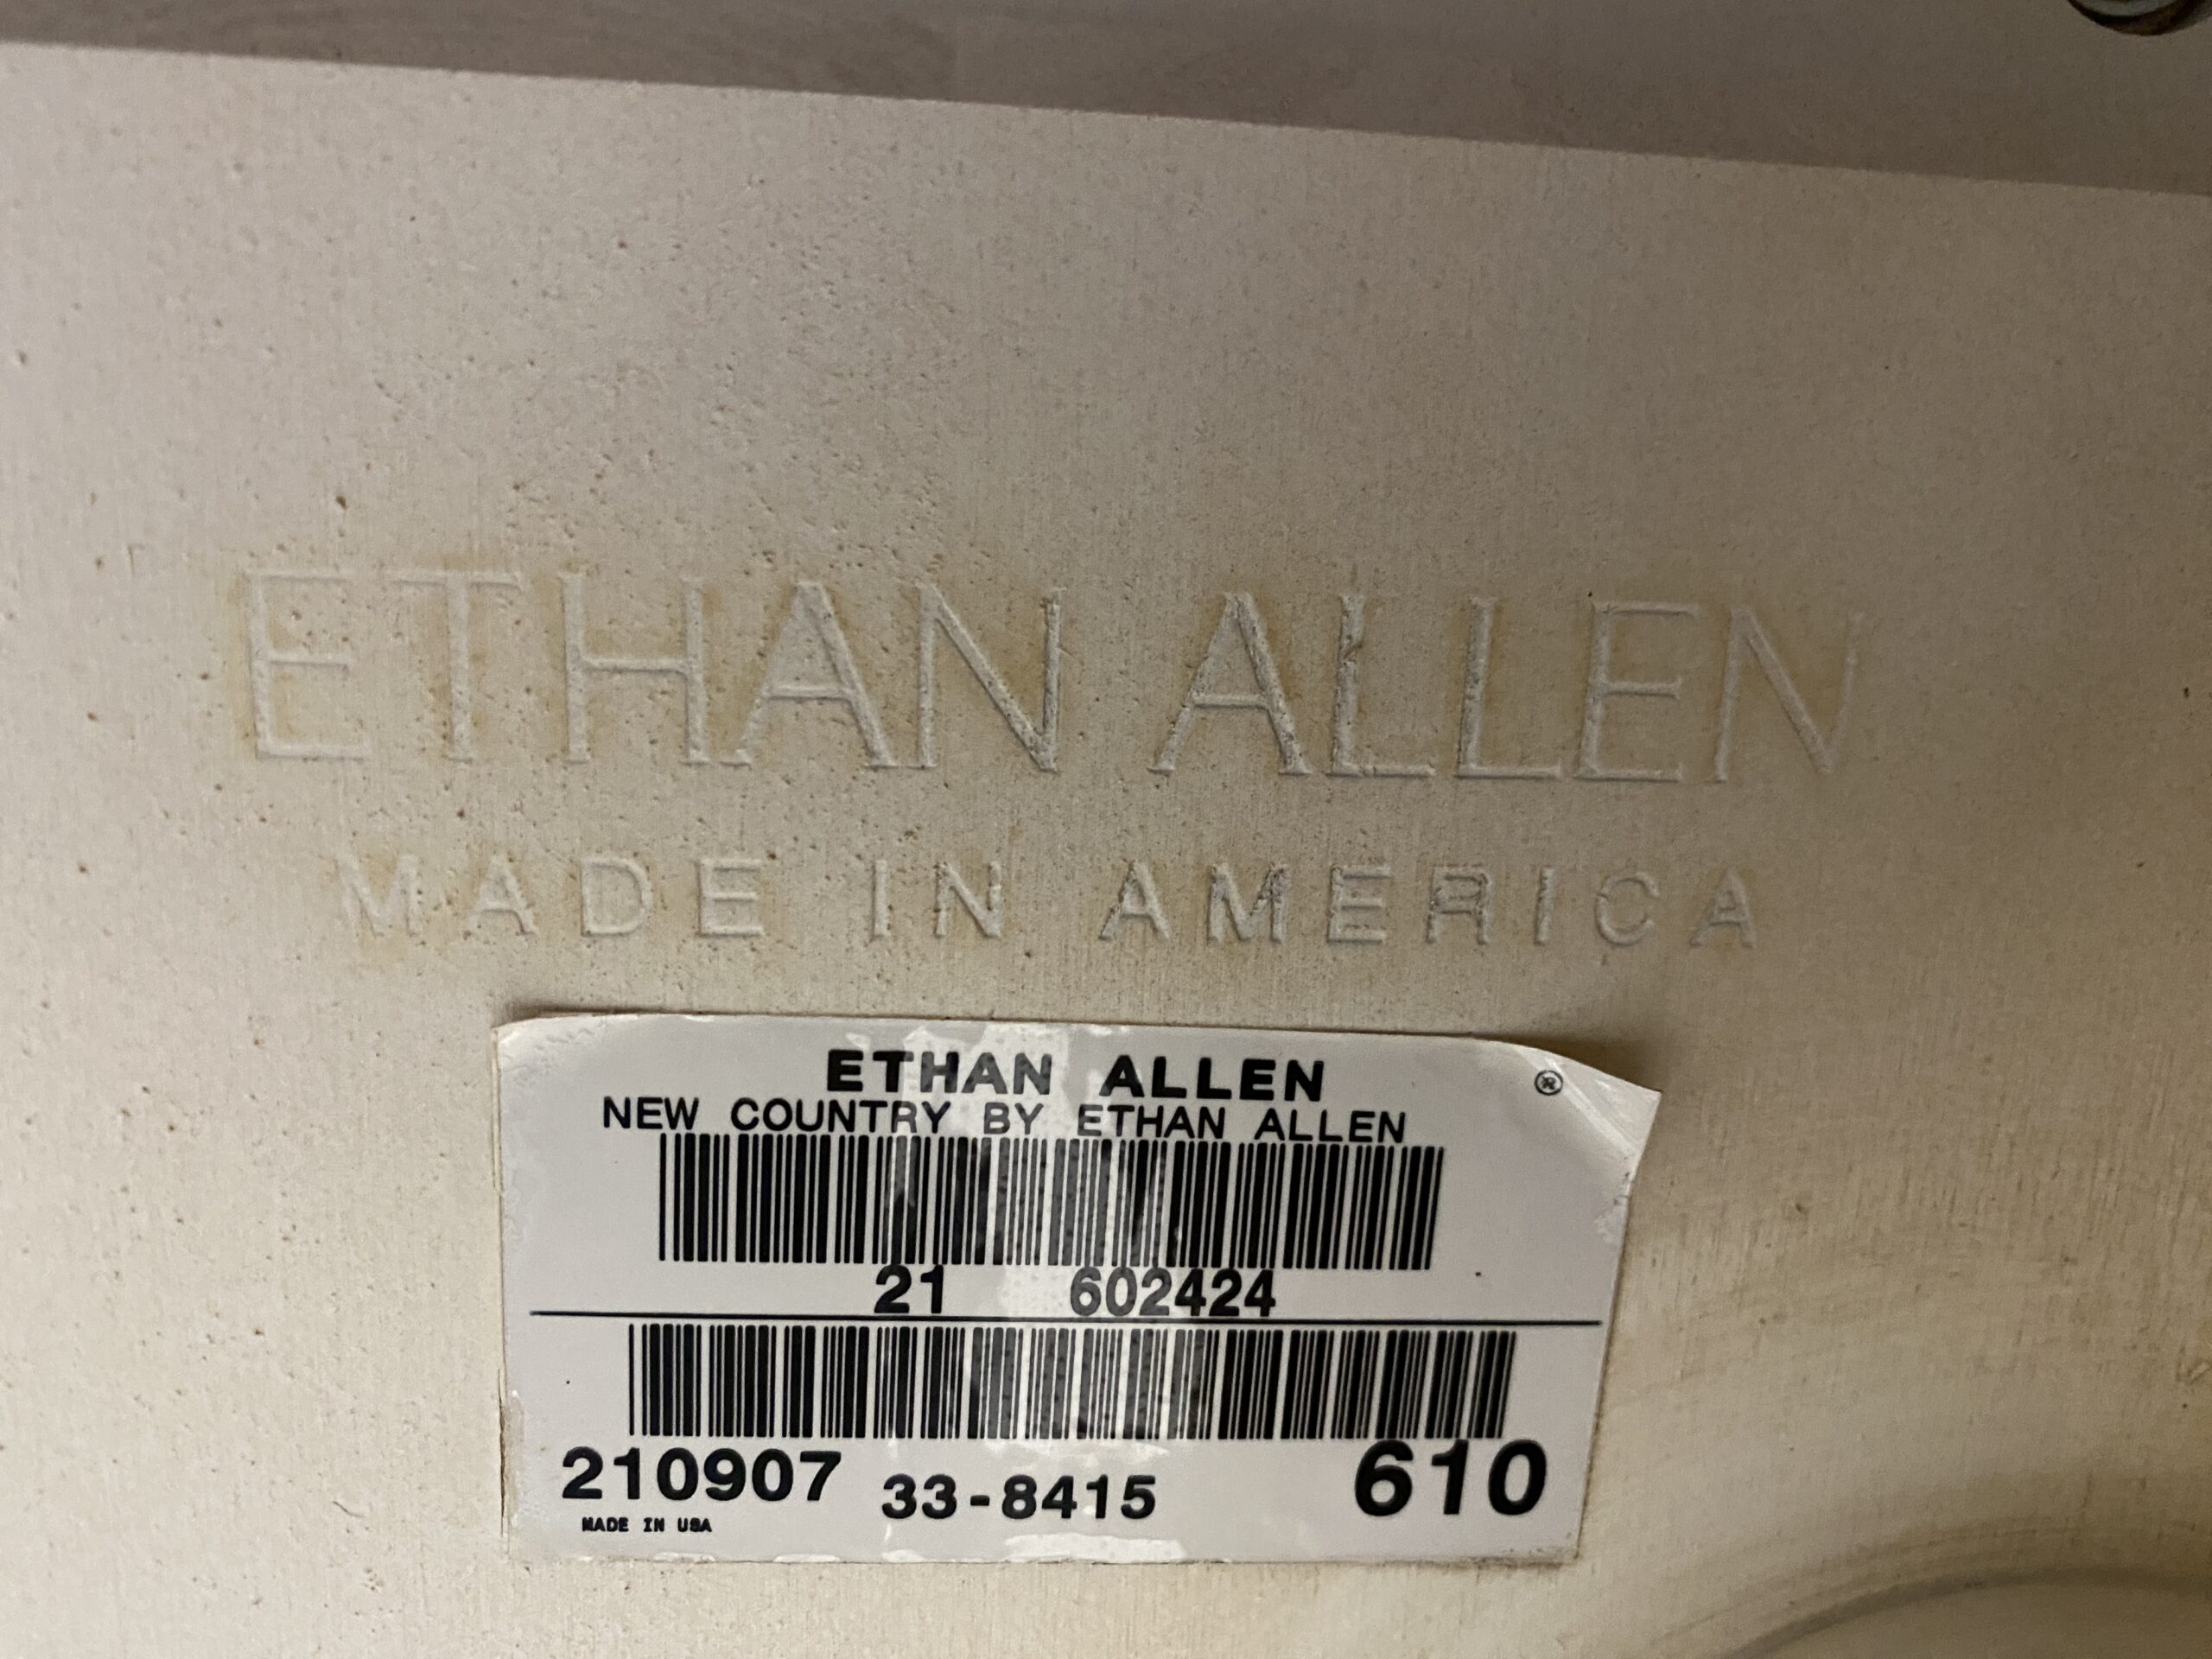 ETHAN ALLEN
MADE IN AMERICA
ETHAN ALLEN ®
NEW COUNTRY BY ETHAN ALLEN
21 602424
210907 33-8415 610
MADE IN USA